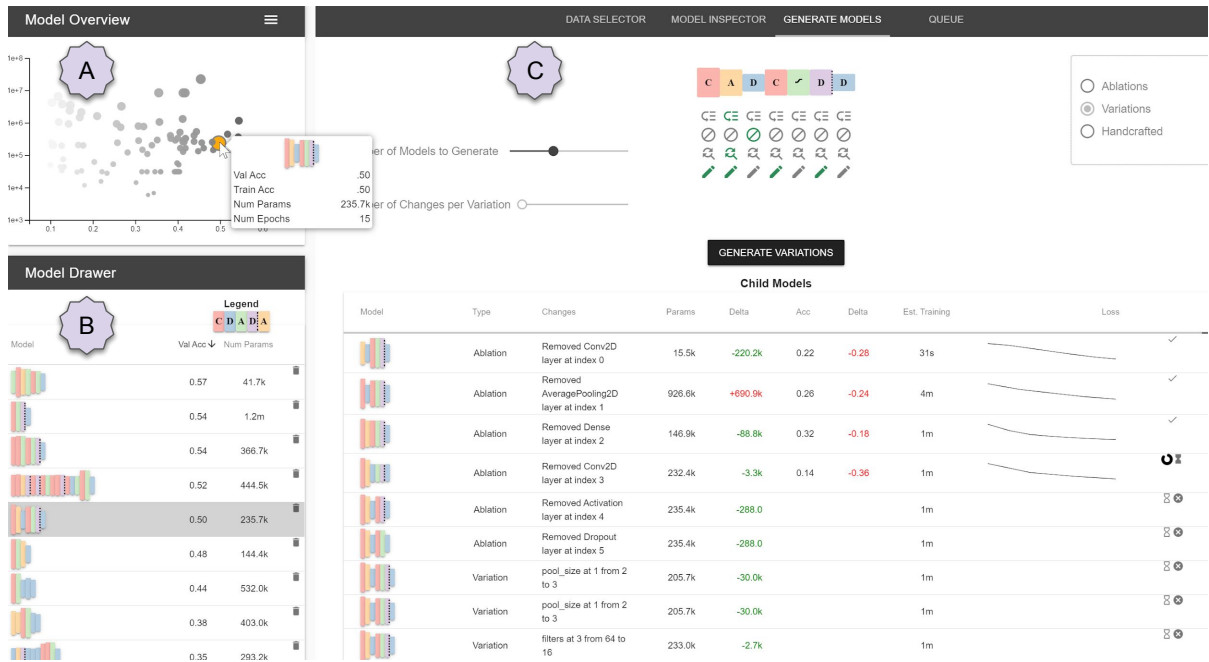 Model Overview
DATA SELECTOR
MODEL INSPECTOR
GENERATE MODELS
QUEUE
A
1e+8
1e+7
1e+6
1e+5
1e+4
1e+3
0.1
0.2
0.3
0.4
0.5
0.6
Val Acc .50
Train Acc .50
Num Params 235.7k
Num Epochs 15
C
C A D C D D
Ablations
Variations
Handcrafted
er of Models to Generate
er of Changes per Variation
GENERATE VARIATIONS
Model Drawer
B
Legend
C D A D A
Model Val Acc Num Params
0.57 41.7k
0.54 1.2m
0.54 366.7k
0.52 444.5k
0.50 235.7k
0.48 144.4k
0.44 532.0k
0.38 403.0k
0.35 293.2k
Child Models
Model Type Changes Params Delta Acc Delta Est. Training Loss
Ablation Removed Conv2D layer at index 0 15.5k -220.2k 0.22 -0.28 31s
Ablation Removed AveragePooling2D layer at index 1 926.6k +690.9k 0.26 -0.24 4m
Ablation Removed Dense layer at index 2 146.9k -88.8k 0.32 -0.18 1m
Ablation Removed Conv2D layer at index 3 232.4k -3.3k 0.14 -0.36 1m
Ablation Removed Activation layer at index 4 235.4k -288.0 1m
Ablation Removed Dropout layer at index 5 235.4k -288.0 1m
Variation pool_size at 1 from 2 to 3 205.7k -30.0k 1m
Variation pool_size at 1 from 2 to 3 205.7k -30.0k 1m
Variation filters at 3 from 64 to 16 233.0k -2.7k 1m